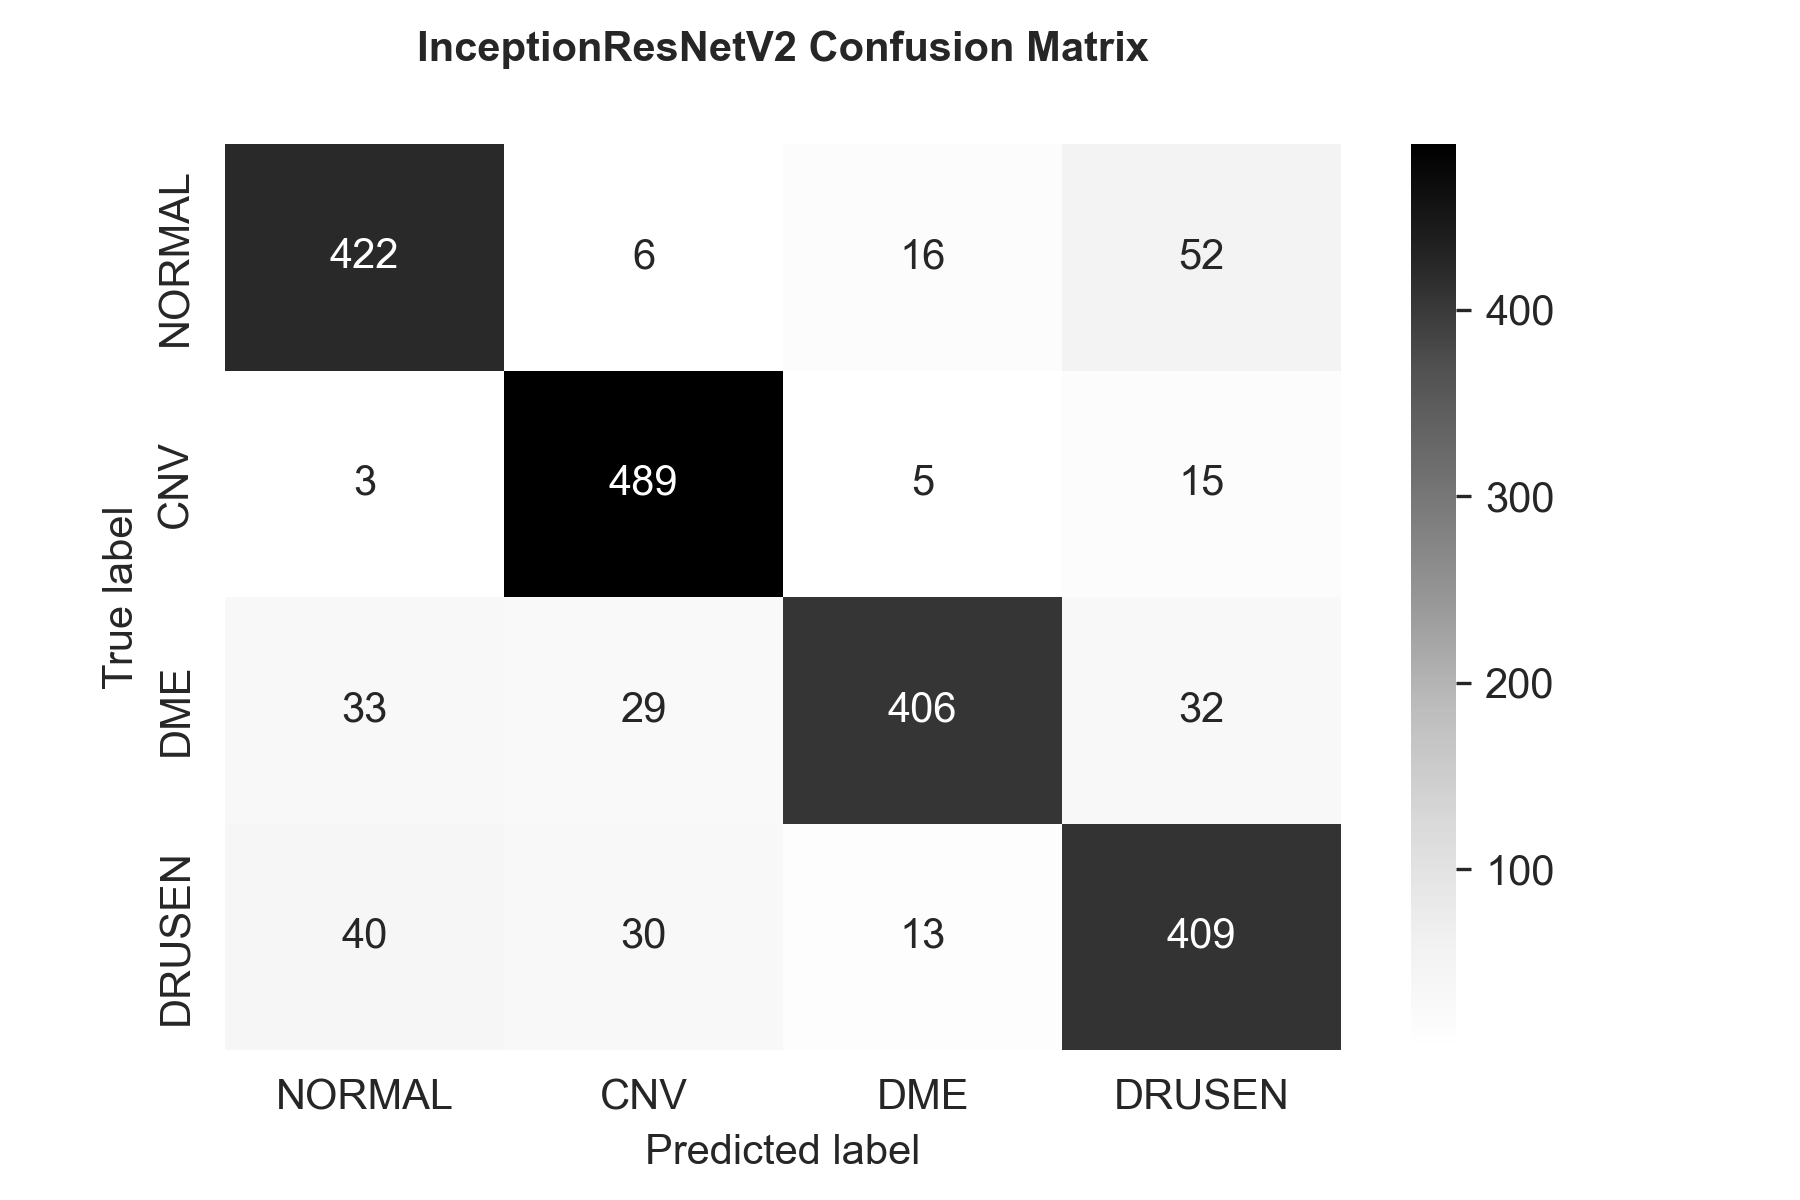 InceptionResNetV2 Confusion Matrix
True label
NORMAL
422 6 16 52
CNV
3 489 5 15
DME
33 29 406 32
DRUSEN
40 30 13 409
NORMAL CNV DME DRUSEN
Predicted label
400
300
200
100